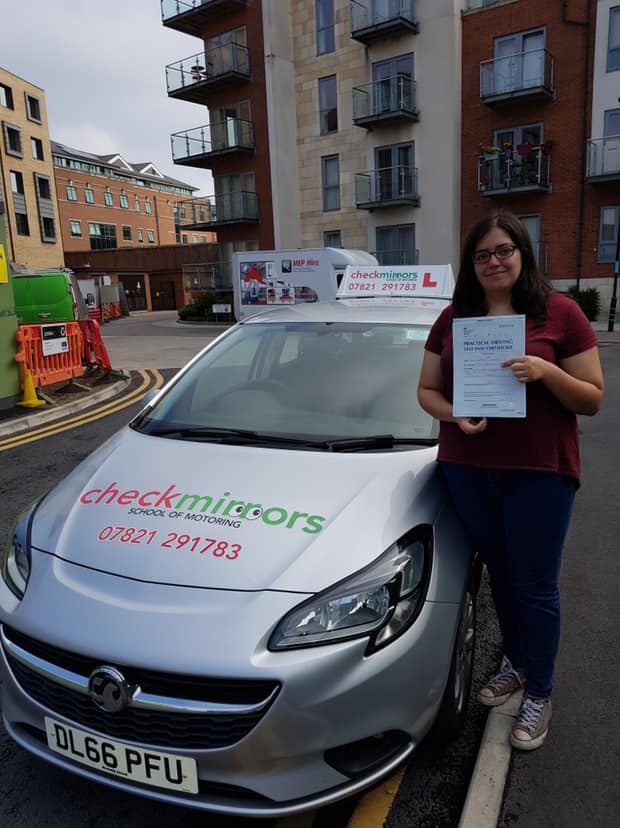 MEP Hire
checkmirrors L
07821 291783
PRACTICAL DRIVING
TEST PASS CERTIFICATE
checkmirrors
SCHOOL OF MOTORING
07821 291783
DL66 PFU